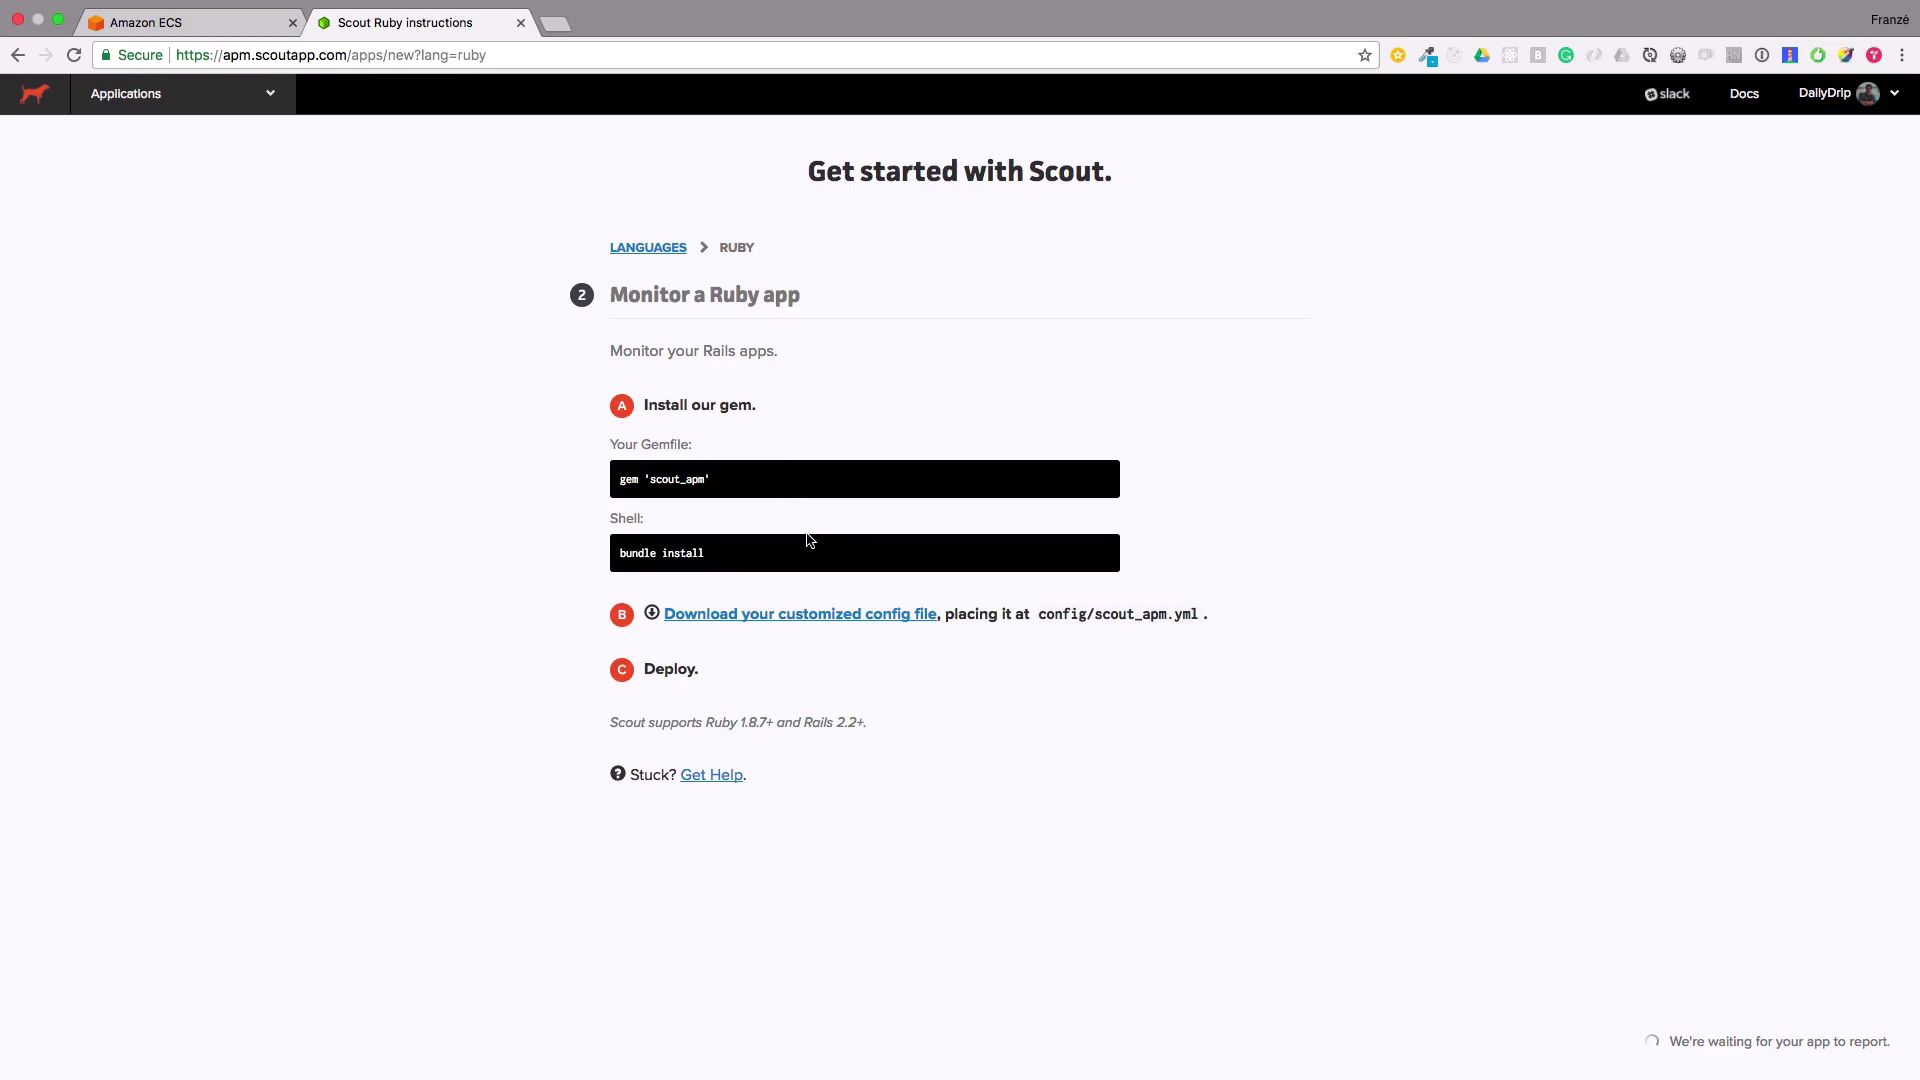 Amazon ECS
Scout Ruby instructions
Franzé
Secure
https://apm.scoutapp.com/apps/new?lang=ruby
Applications
slack
Docs
DailyDrip
Get started with Scout.
LANGUAGES
RUBY
2
Monitor a Ruby app
Monitor your Rails apps.
A
Install our gem.
Your Gemfile:
gem 'scout_apm'
Shell:
bundle install
B
Download your customized config file, placing it at config/scout_apm.yml .
C
Deploy.
Scout supports Ruby 1.8.7+ and Rails 2.2+.
? Stuck? Get Help.
We're waiting for your app to report.